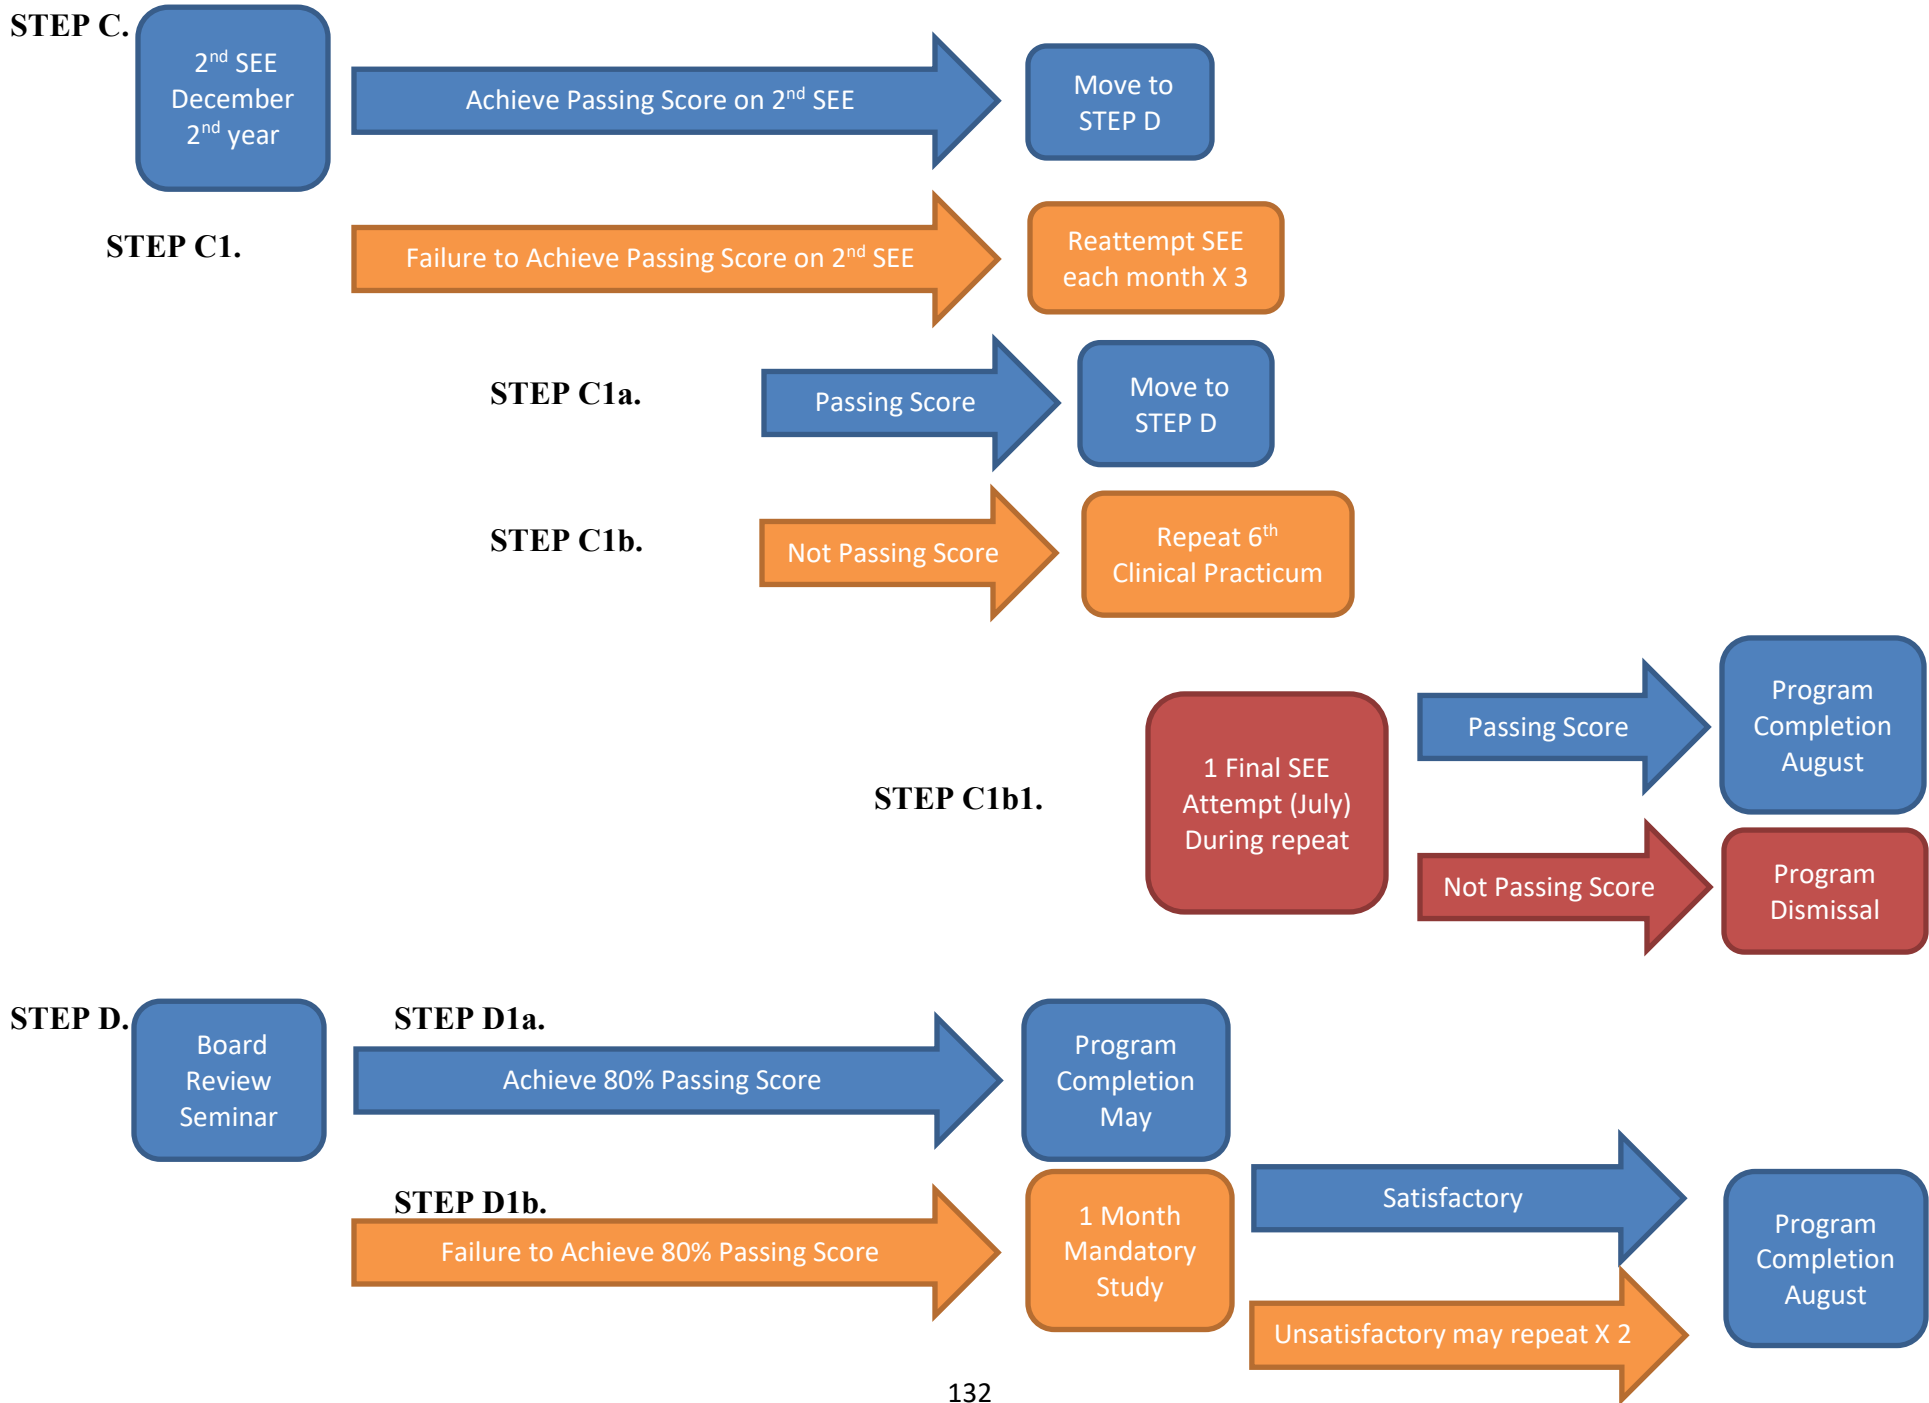 STEP C.
2nd SEE
December
2nd year
Achieve Passing Score on 2nd SEE
Move to
STEP D
STEP C1.
Failure to Achieve Passing Score on 2nd SEE
Reattempt SEE
each month X 3
STEP C1a.
Passing Score
Move to
STEP D
STEP C1b.
Not Passing Score
Repeat 6th
Clinical Practicum
STEP C1b1.
1 Final SEE
Attempt (July)
During repeat
Passing Score
Program
Completion
August
Not Passing Score
Program
Dismissal
STEP D.
Board
Review
Seminar
STEP D1a.
Achieve 80% Passing Score
Program
Completion
May
STEP D1b.
Failure to Achieve 80% Passing Score
1 Month
Mandatory
Study
Satisfactory
Unsatisfactory may repeat X 2
Program
Completion
August
132